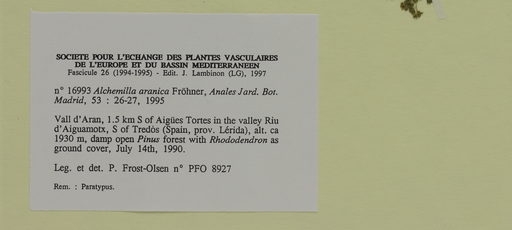 SOCIETE POUR L'ECHANGE DES PLANTES VASCULAIRES
DE L'EUROPE ET DU BASSIN MEDITERRANEEN
Fascicule 26 (1994-1995) - Edit. J. Lambinon (LG), 1997
n° 16993 Alchemilla aranica Fröhner, Anales Jard. Bot.
Madrid, 53 : 26-27, 1995
Vall d'Aran, 1.5 km S of Aigües Tortes in the valley Riu
d'Aiguamotx, S of Tredòs (Spain, prov. Lérida), alt. ca
1930 m, damp open Pinus forest with Rhododendron as
ground cover, July 14th, 1990.
Leg. et det. P. Frost-Olsen n° PFO 8927
Rem. : Paratypus.